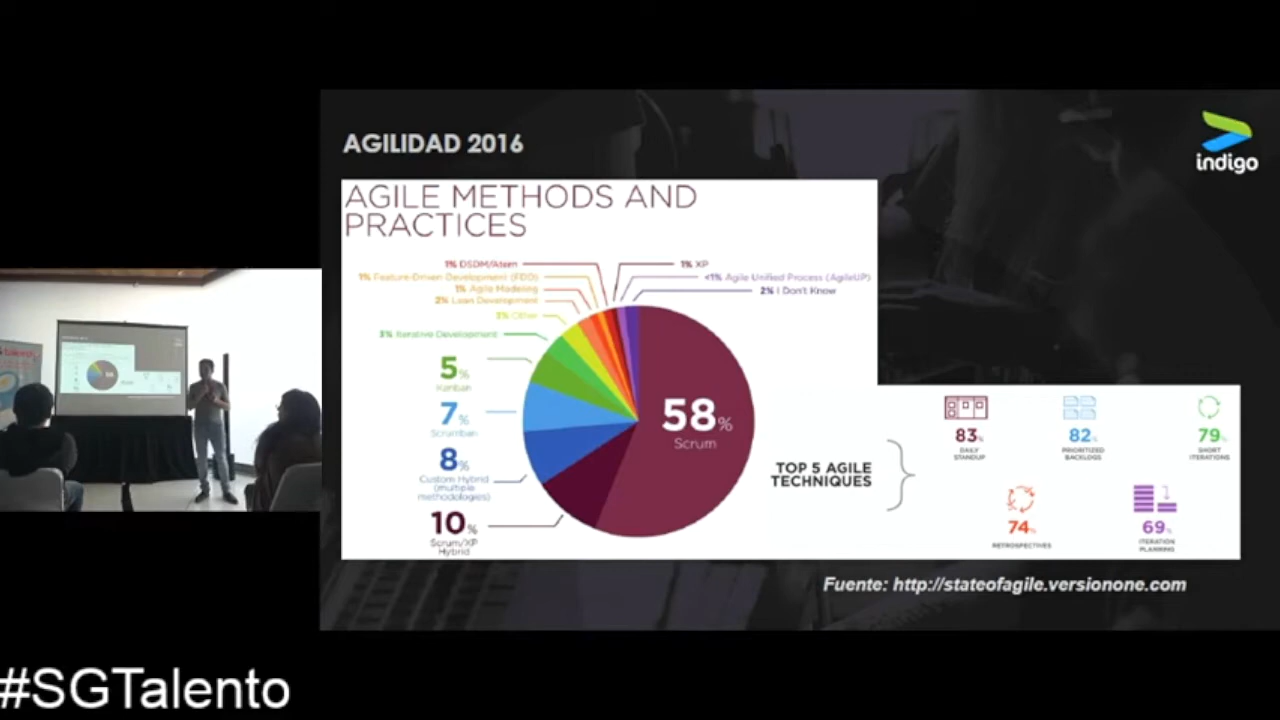 AGILIDAD 2016
indigo
AGILE METHODS AND
PRACTICES
1% DSDM/Atern
1% XP
1% Feature-Driven Development (FDD)
<1% Agile Unified Process (AgileUP)
1% Agile Modeling
2% I Don't Know
2% Lean Development
3% Other
3% Iterative Development
5%
Kanban
7%
Scrumban
8%
Custom Hybrid
(multiple
methodologies)
10%
Scrum/XP
Hybrid
58%
Scrum
TOP 5 AGILE
TECHNIQUES
83%
DAILY
STANDUP
82%
PRIORITIZED
BACKLOGS
79%
SHORT
ITERATIONS
74%
RETROSPECTIVES
69%
ITERATION
PLANNING
Fuente: http://stateofagile.versionone.com
#SGTalento